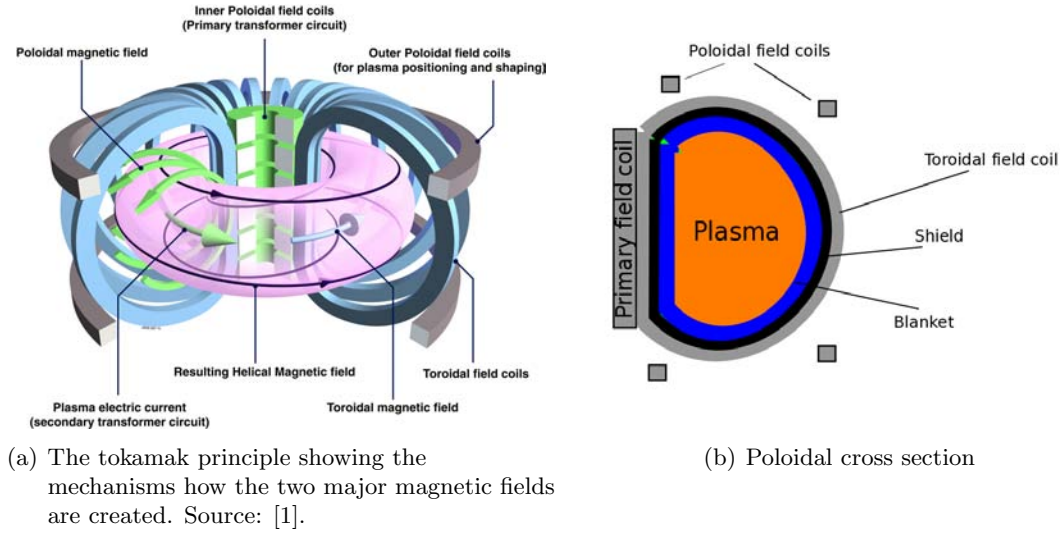 Inner Poloidal field coils
(Primary transformer circuit)
Poloidal magnetic field
Outer Poloidal field coils
(for plasma positioning and shaping)
Resulting Helical Magnetic field
Toroidal field coils
Plasma electric current
(secondary transformer circuit)
Toroidal magnetic field
(a) The tokamak principle showing the
mechanisms how the two major magnetic fields
are created. Source: [1].
Poloidal field coils
Toroidal field coil
Primary field coil
Plasma
Shield
Blanket
(b) Poloidal cross section